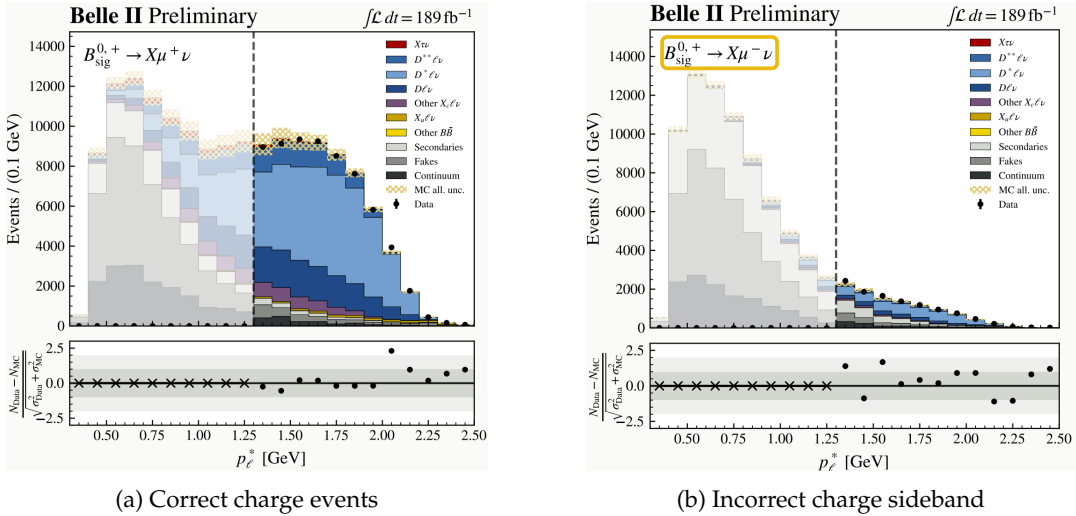 Belle II Preliminary
∫ℒ dt = 189 fb⁻¹
B⁰,⁺sig → Xμ⁺ν
Xτν
D**ℓν
D*ℓν
Dℓν
Other X_cℓν
X_uℓν
Other BB̄
Secondaries
Fakes
Continuum
MC all. unc.
Data
Events / (0.1 GeV)
14000
12000
10000
8000
6000
4000
2000
0
N_Data − N_MC
√σ²_Data + σ²_MC
2.5
0.0
−2.5
0.50 0.75 1.00 1.25 1.50 1.75 2.00 2.25 2.50
p*_ℓ [GeV]
(a) Correct charge events
Belle II Preliminary
∫ℒ dt = 189 fb⁻¹
B⁰,⁺sig → Xμ⁻ν
Xτν
D**ℓν
D*ℓν
Dℓν
Other X_cℓν
X_uℓν
Other BB̄
Secondaries
Fakes
Continuum
MC all. unc.
Data
Events / (0.1 GeV)
14000
12000
10000
8000
6000
4000
2000
0
N_Data − N_MC
√σ²_Data + σ²_MC
2.5
0.0
−2.5
0.50 0.75 1.00 1.25 1.50 1.75 2.00 2.25 2.50
p*_ℓ [GeV]
(b) Incorrect charge sideband